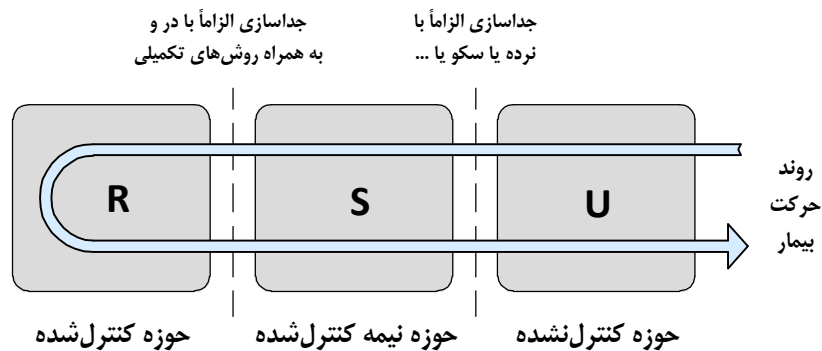 جداسازی الزاماً با
نرده یا سکو یا ...
جداسازی الزاماً با در و
به همراه روش‌های تکمیلی
U
S
R
روند
حرکت
بیمار
حوزه کنترل‌نشده
حوزه نیمه کنترل‌شده
حوزه کنترل‌شده